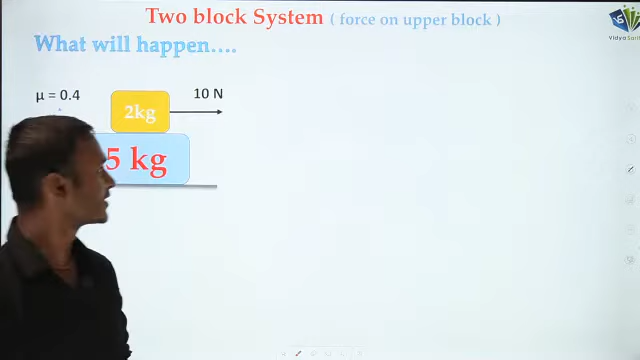 Two block System ( force on upper block )
What will happen....
μ = 0.4
2kg
10 N
5 kg